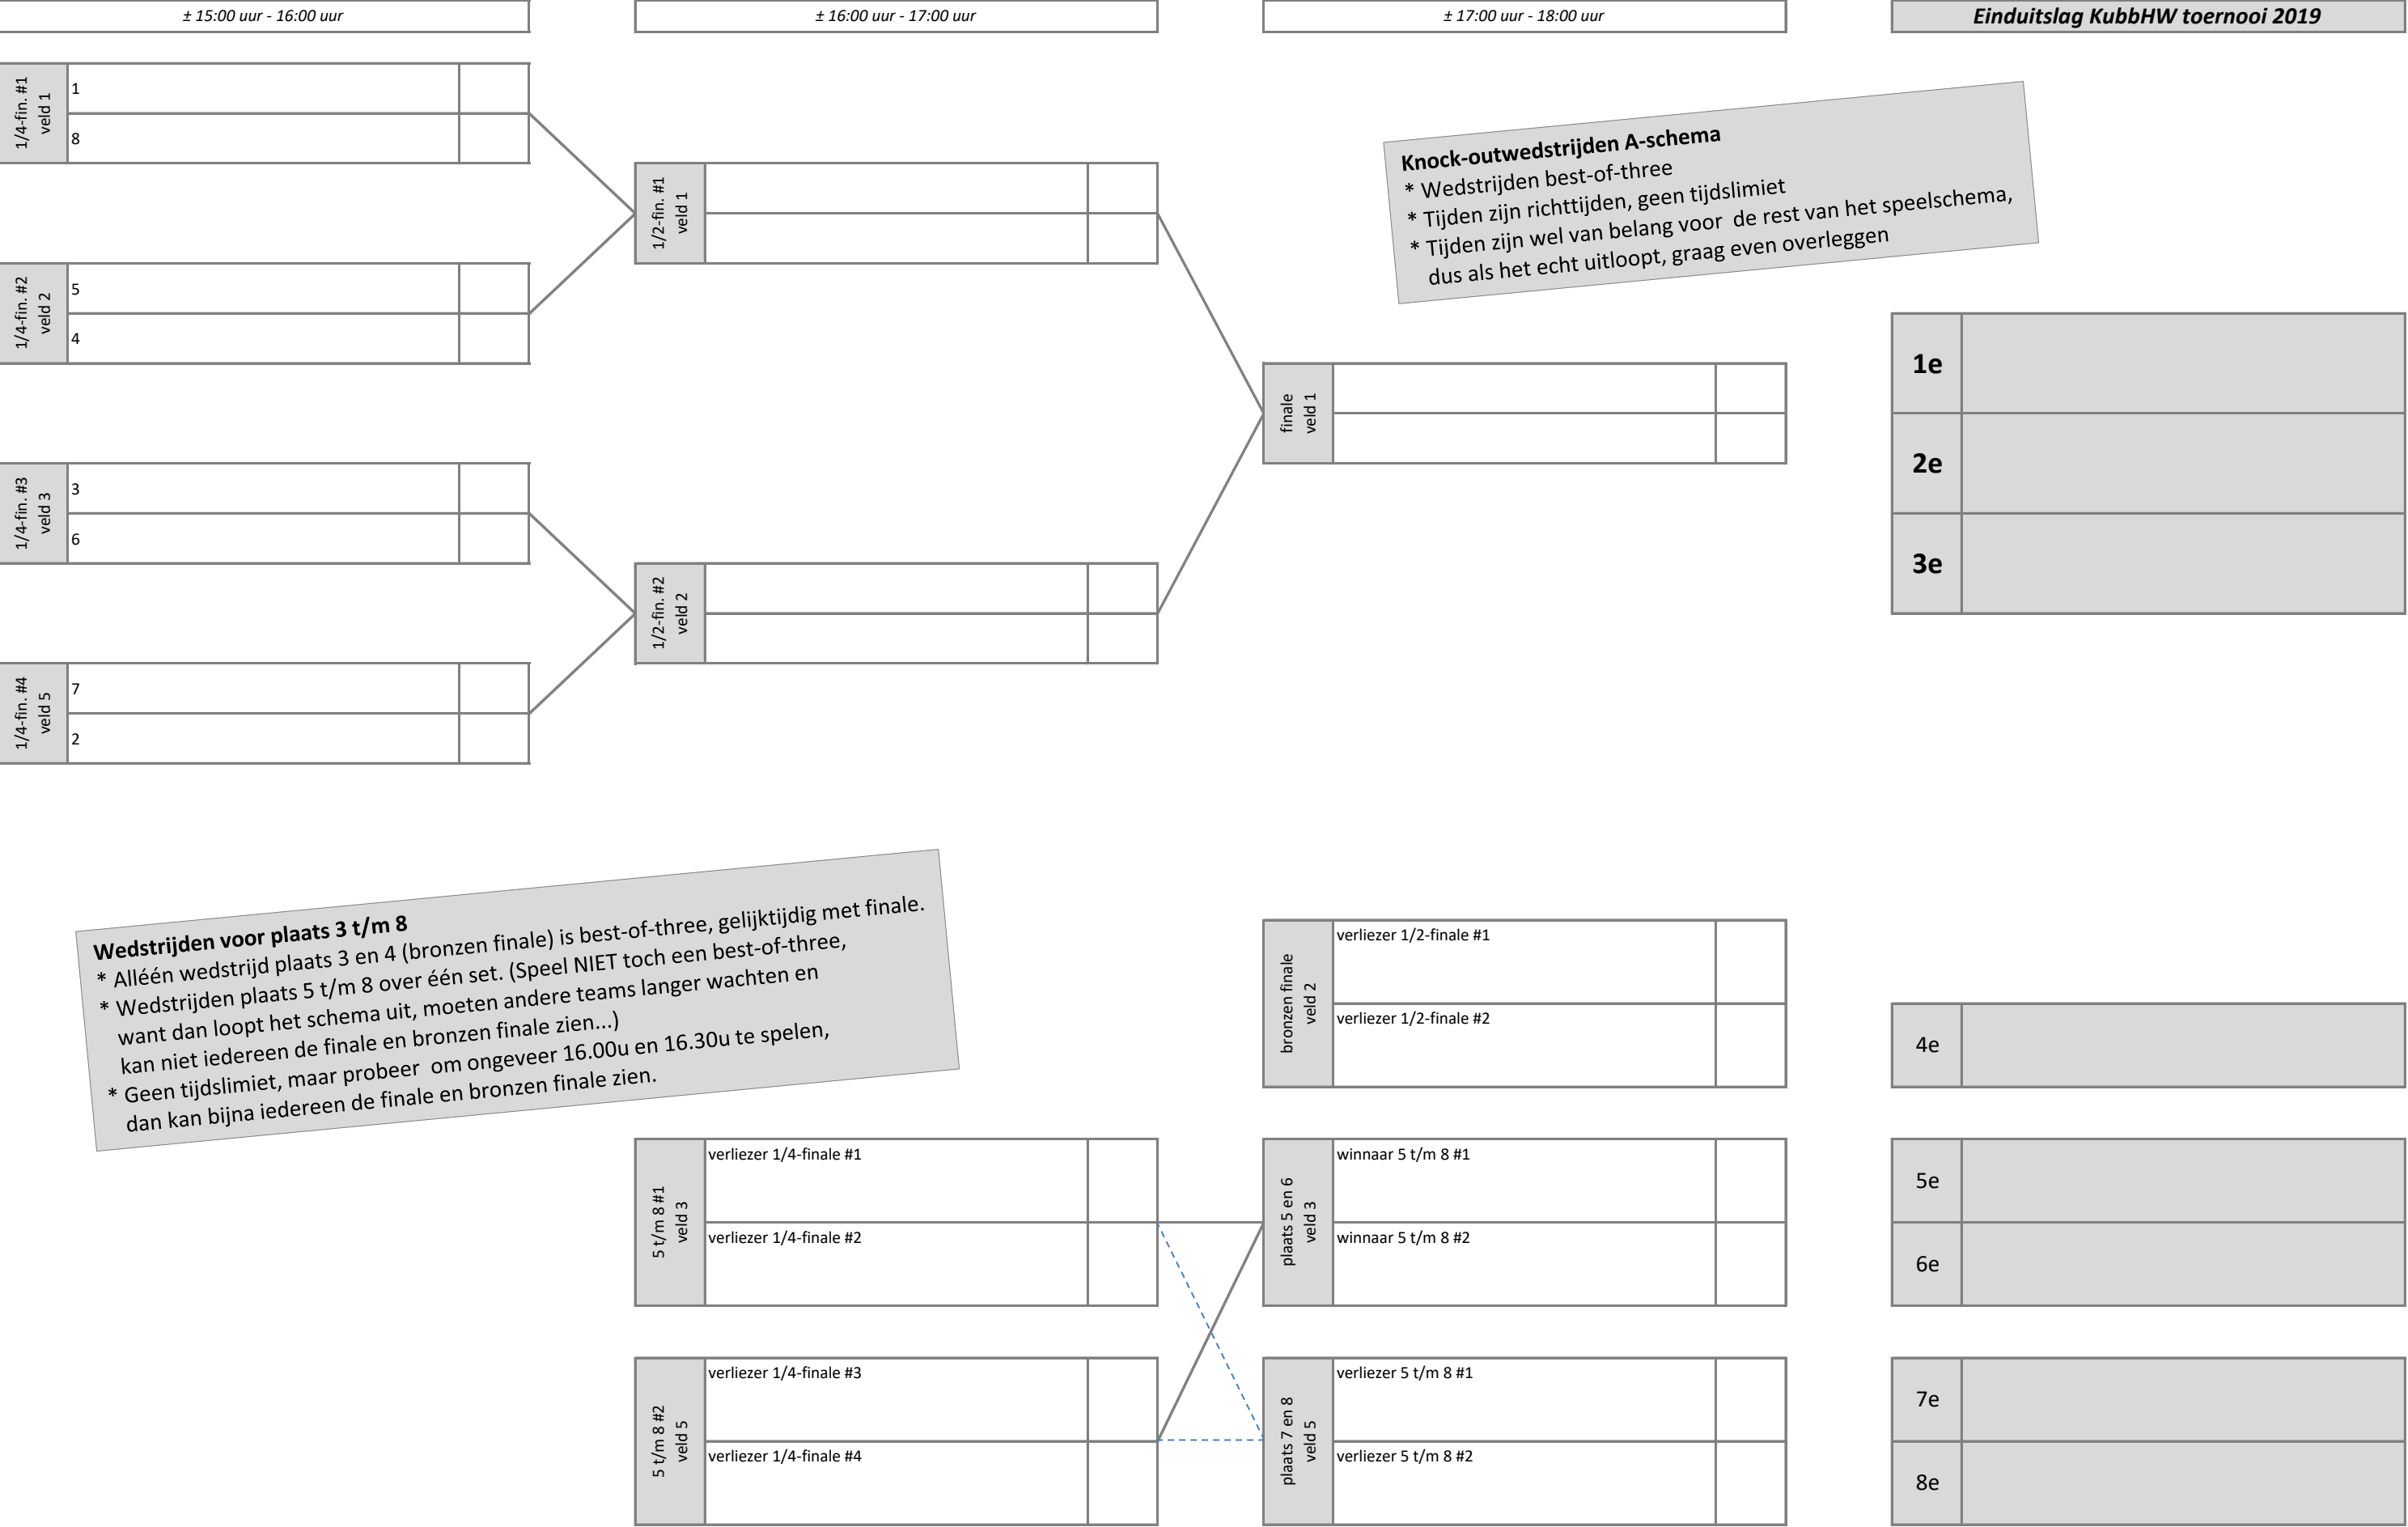 ± 15:00 uur - 16:00 uur
± 16:00 uur - 17:00 uur
± 17:00 uur - 18:00 uur
Einduitslag KubbHW toernooi 2019
1/4-fin. #1
veld 1
1
8
1/4-fin. #2
veld 2
5
4
1/4-fin. #3
veld 3
3
6
1/4-fin. #4
veld 5
7
2
1/2-fin. #1
veld 1
1/2-fin. #2
veld 2
Knock-outwedstrijden A-schema
* Wedstrijden best-of-three
* Tijden zijn richttijden, geen tijdslimiet
* Tijden zijn wel van belang voor  de rest van het speelschema,
dus als het echt uitloopt, graag even overleggen
finale
veld 1
1e
2e
3e
Wedstrijden voor plaats 3 t/m 8
* Alléén wedstrijd plaats 3 en 4 (bronzen finale) is best-of-three, gelijktijdig met finale.
* Wedstrijden plaats 5 t/m 8 over één set. (Speel NIET toch een best-of-three,
want dan loopt het schema uit, moeten andere teams langer wachten en
kan niet iedereen de finale en bronzen finale zien...)
* Geen tijdslimiet, maar probeer  om ongeveer 16.00u en 16.30u te spelen,
dan kan bijna iedereen de finale en bronzen finale zien.
bronzen finale
veld 2
verliezer 1/2-finale #1
verliezer 1/2-finale #2
4e
5 t/m 8 #1
veld 3
verliezer 1/4-finale #1
verliezer 1/4-finale #2
plaats 5 en 6
veld 3
winnaar 5 t/m 8 #1
winnaar 5 t/m 8 #2
5e
6e
5 t/m 8 #2
veld 5
verliezer 1/4-finale #3
verliezer 1/4-finale #4
plaats 7 en 8
veld 5
verliezer 5 t/m 8 #1
verliezer 5 t/m 8 #2
7e
8e